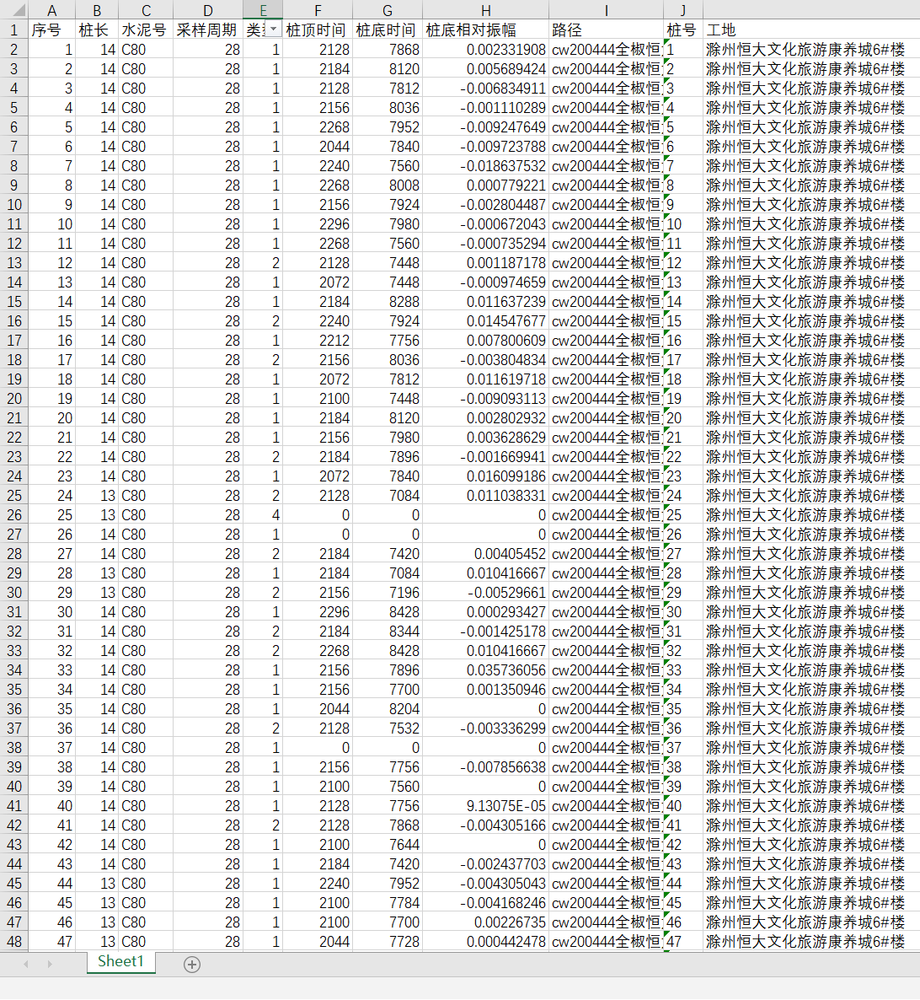 A B C D E F G H I J
1 序号 桩长 水泥号 采样周期 类 桩顶时间 桩底时间 桩底相对振幅 路径 桩号 工地
2 1 14 C80 28 1 2128 7868 0.002331908 cw200444全椒恒 1 滁州恒大文化旅游康养城6#楼
3 2 14 C80 28 1 2184 8120 0.005689424 cw200444全椒恒 2 滁州恒大文化旅游康养城6#楼
4 3 14 C80 28 1 2128 7812 -0.006834911 cw200444全椒恒 3 滁州恒大文化旅游康养城6#楼
5 4 14 C80 28 1 2156 8036 -0.001110289 cw200444全椒恒 4 滁州恒大文化旅游康养城6#楼
6 5 14 C80 28 1 2268 7952 -0.009247649 cw200444全椒恒 5 滁州恒大文化旅游康养城6#楼
7 6 14 C80 28 1 2044 7840 -0.009723788 cw200444全椒恒 6 滁州恒大文化旅游康养城6#楼
8 7 14 C80 28 1 2240 7560 -0.018637532 cw200444全椒恒 7 滁州恒大文化旅游康养城6#楼
9 8 14 C80 28 1 2268 8008 0.000779221 cw200444全椒恒 8 滁州恒大文化旅游康养城6#楼
10 9 14 C80 28 1 2156 7924 -0.002804487 cw200444全椒恒 9 滁州恒大文化旅游康养城6#楼
11 10 14 C80 28 1 2296 7980 -0.000672043 cw200444全椒恒 10 滁州恒大文化旅游康养城6#楼
12 11 14 C80 28 1 2268 7560 -0.000735294 cw200444全椒恒 11 滁州恒大文化旅游康养城6#楼
13 12 14 C80 28 2 2128 7448 0.001187178 cw200444全椒恒 12 滁州恒大文化旅游康养城6#楼
14 13 14 C80 28 1 2072 7448 -0.000974659 cw200444全椒恒 13 滁州恒大文化旅游康养城6#楼
15 14 14 C80 28 1 2184 8288 0.011637239 cw200444全椒恒 14 滁州恒大文化旅游康养城6#楼
16 15 14 C80 28 2 2240 7924 0.014547677 cw200444全椒恒 15 滁州恒大文化旅游康养城6#楼
17 16 14 C80 28 1 2212 7756 0.007800609 cw200444全椒恒 16 滁州恒大文化旅游康养城6#楼
18 17 14 C80 28 2 2156 8036 -0.003804834 cw200444全椒恒 17 滁州恒大文化旅游康养城6#楼
19 18 14 C80 28 1 2072 7812 0.011619718 cw200444全椒恒 18 滁州恒大文化旅游康养城6#楼
20 19 14 C80 28 1 2100 7448 -0.009093113 cw200444全椒恒 19 滁州恒大文化旅游康养城6#楼
21 20 14 C80 28 1 2184 8120 0.002802932 cw200444全椒恒 20 滁州恒大文化旅游康养城6#楼
22 21 14 C80 28 1 2156 7980 0.003628629 cw200444全椒恒 21 滁州恒大文化旅游康养城6#楼
23 22 14 C80 28 2 2184 7896 -0.001669941 cw200444全椒恒 22 滁州恒大文化旅游康养城6#楼
24 23 14 C80 28 1 2072 7840 0.016099186 cw200444全椒恒 23 滁州恒大文化旅游康养城6#楼
25 24 13 C80 28 2 2128 7084 0.011038331 cw200444全椒恒 24 滁州恒大文化旅游康养城6#楼
26 25 13 C80 28 4 0 0 0 cw200444全椒恒 25 滁州恒大文化旅游康养城6#楼
27 26 14 C80 28 1 0 0 0 cw200444全椒恒 26 滁州恒大文化旅游康养城6#楼
28 27 14 C80 28 2 2184 7420 0.00405452 cw200444全椒恒 27 滁州恒大文化旅游康养城6#楼
29 28 13 C80 28 1 2184 7084 0.010416667 cw200444全椒恒 28 滁州恒大文化旅游康养城6#楼
30 29 13 C80 28 2 2156 7196 -0.00529661 cw200444全椒恒 29 滁州恒大文化旅游康养城6#楼
31 30 14 C80 28 1 2296 8428 0.000293427 cw200444全椒恒 30 滁州恒大文化旅游康养城6#楼
32 31 14 C80 28 2 2184 8344 -0.001425178 cw200444全椒恒 31 滁州恒大文化旅游康养城6#楼
33 32 14 C80 28 2 2268 8428 0.010416667 cw200444全椒恒 32 滁州恒大文化旅游康养城6#楼
34 33 14 C80 28 1 2156 7896 0.035736056 cw200444全椒恒 33 滁州恒大文化旅游康养城6#楼
35 34 14 C80 28 1 2156 7700 0.001350946 cw200444全椒恒 34 滁州恒大文化旅游康养城6#楼
36 35 14 C80 28 1 2044 8204 0 cw200444全椒恒 35 滁州恒大文化旅游康养城6#楼
37 36 14 C80 28 2 2128 7532 -0.003336299 cw200444全椒恒 36 滁州恒大文化旅游康养城6#楼
38 37 14 C80 28 1 0 0 0 cw200444全椒恒 37 滁州恒大文化旅游康养城6#楼
39 38 14 C80 28 1 2156 7756 -0.007856638 cw200444全椒恒 38 滁州恒大文化旅游康养城6#楼
40 39 14 C80 28 1 2100 7560 0 cw200444全椒恒 39 滁州恒大文化旅游康养城6#楼
41 40 14 C80 28 1 2128 7756 9.13075E-05 cw200444全椒恒 40 滁州恒大文化旅游康养城6#楼
42 41 14 C80 28 2 2128 7868 -0.004305166 cw200444全椒恒 41 滁州恒大文化旅游康养城6#楼
43 42 14 C80 28 1 2100 7644 0 cw200444全椒恒 42 滁州恒大文化旅游康养城6#楼
44 43 14 C80 28 1 2184 7420 -0.002437703 cw200444全椒恒 43 滁州恒大文化旅游康养城6#楼
45 44 13 C80 28 1 2240 7952 -0.004305043 cw200444全椒恒 44 滁州恒大文化旅游康养城6#楼
46 45 13 C80 28 1 2100 7784 -0.004168246 cw200444全椒恒 45 滁州恒大文化旅游康养城6#楼
47 46 13 C80 28 1 2100 7700 0.00226735 cw200444全椒恒 46 滁州恒大文化旅游康养城6#楼
48 47 13 C80 28 1 2044 7728 0.000442478 cw200444全椒恒 47 滁州恒大文化旅游康养城6#楼
Sheet1